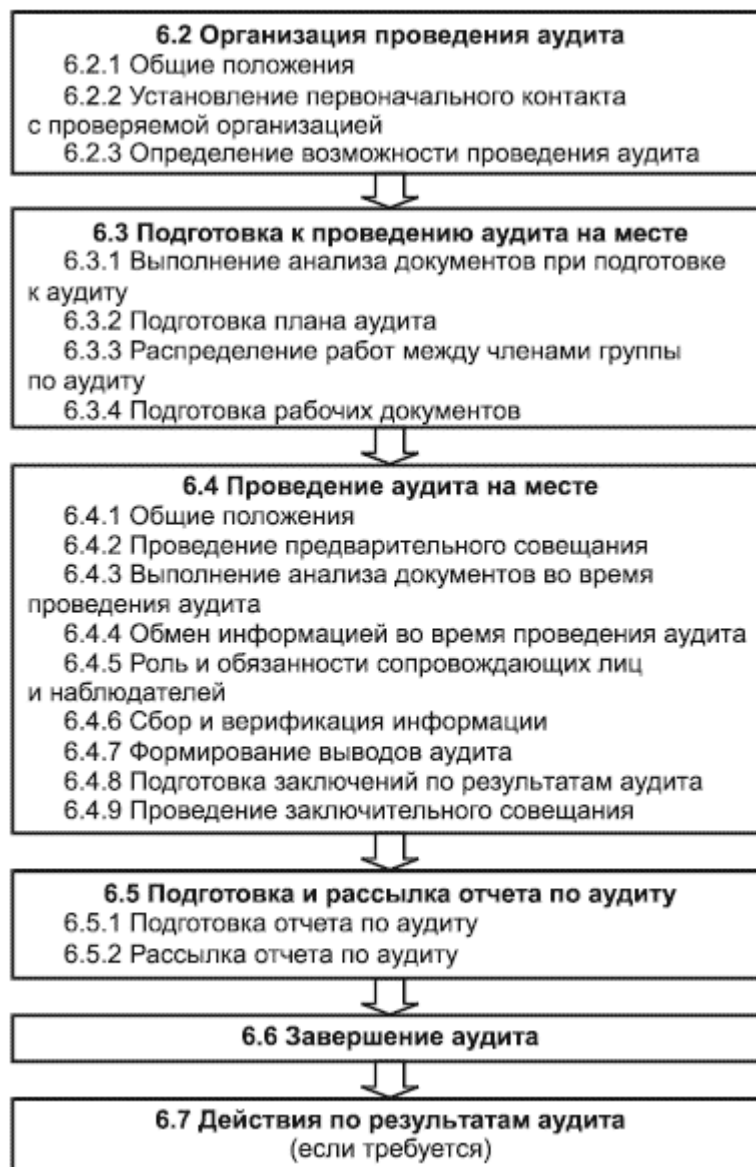 6.2 Организация проведения аудита
6.2.1 Общие положения
6.2.2 Установление первоначального контакта
с проверяемой организацией
6.2.3 Определение возможности проведения аудита
6.3 Подготовка к проведению аудита на месте
6.3.1 Выполнение анализа документов при подготовке
к аудиту
6.3.2 Подготовка плана аудита
6.3.3 Распределение работ между членами группы
по аудиту
6.3.4 Подготовка рабочих документов
6.4 Проведение аудита на месте
6.4.1 Общие положения
6.4.2 Проведение предварительного совещания
6.4.3 Выполнение анализа документов во время
проведения аудита
6.4.4 Обмен информацией во время проведения аудита
6.4.5 Роль и обязанности сопровождающих лиц
и наблюдателей
6.4.6 Сбор и верификация информации
6.4.7 Формирование выводов аудита
6.4.8 Подготовка заключений по результатам аудита
6.4.9 Проведение заключительного совещания
6.5 Подготовка и рассылка отчета по аудиту
6.5.1 Подготовка отчета по аудиту
6.5.2 Рассылка отчета по аудиту
6.6 Завершение аудита
6.7 Действия по результатам аудита
(если требуется)